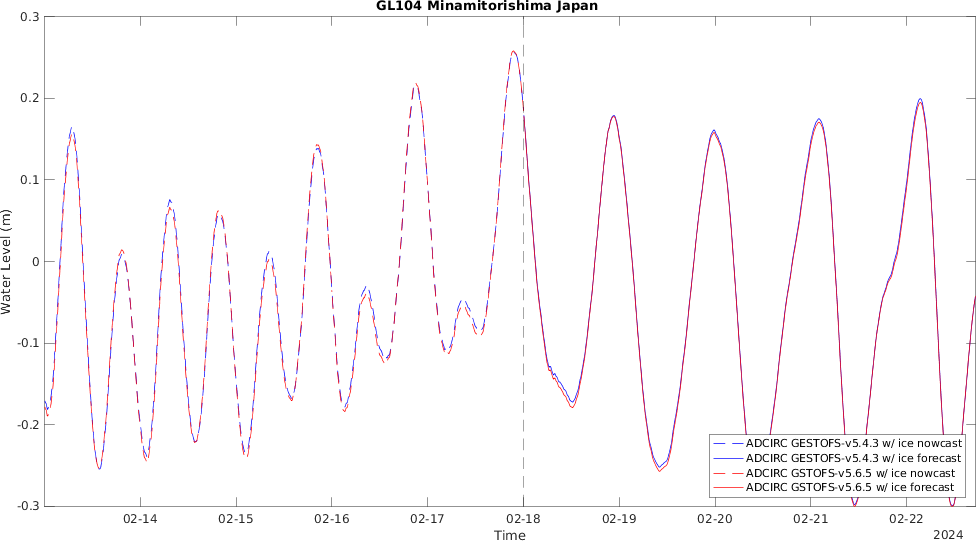 GL104 Minamitorishima Japan
0.3
0.2
0.1
0
-0.1
-0.2
-0.3
Water Level (m)
ADCIRC GESTOFS-v5.4.3 w/ ice nowcast
ADCIRC GESTOFS-v5.4.3 w/ ice forecast
ADCIRC GSTOFS-v5.6.5 w/ ice nowcast
ADCIRC GSTOFS-v5.6.5 w/ ice forecast
02-14 02-15 02-16 02-17 02-18 02-19 02-20 02-21 02-22
Time
2024